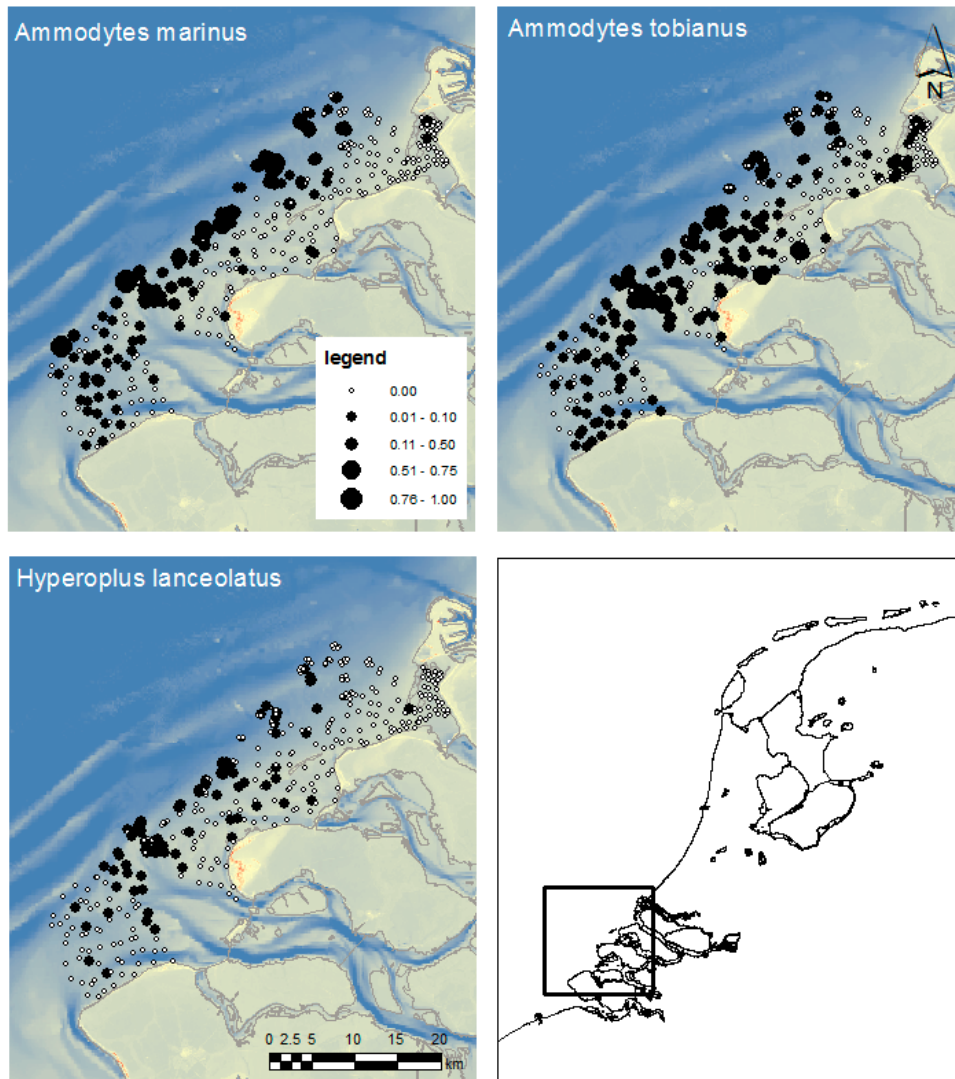 Ammodytes marinus
Ammodytes tobianus
N
legend
0.00
0.01 - 0.10
0.11 - 0.50
0.51 - 0.75
0.76 - 1.00
Hyperoplus lanceolatus
0 2.5 5 10 15 20
km